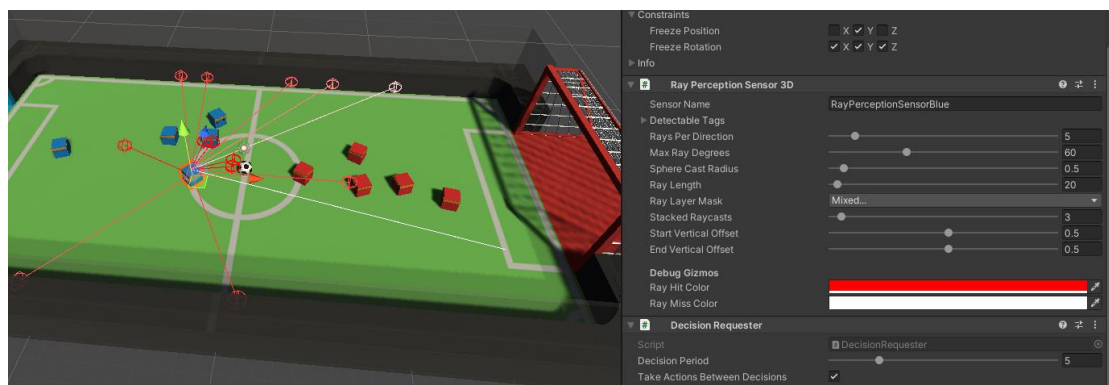 Constraints
Freeze Position X Y Z
Freeze Rotation X Y Z
Info
# Ray Perception Sensor 3D
Sensor Name RayPerceptionSensorBlue
Detectable Tags
Rays Per Direction 5
Max Ray Degrees 60
Sphere Cast Radius 0.5
Ray Length 20
Ray Layer Mask Mixed...
Stacked Raycasts 3
Start Vertical Offset 0.5
End Vertical Offset 0.5
Debug Gizmos
Ray Hit Color
Ray Miss Color
# Decision Requester
Script DecisionRequester
Decision Period 5
Take Actions Between Decisions